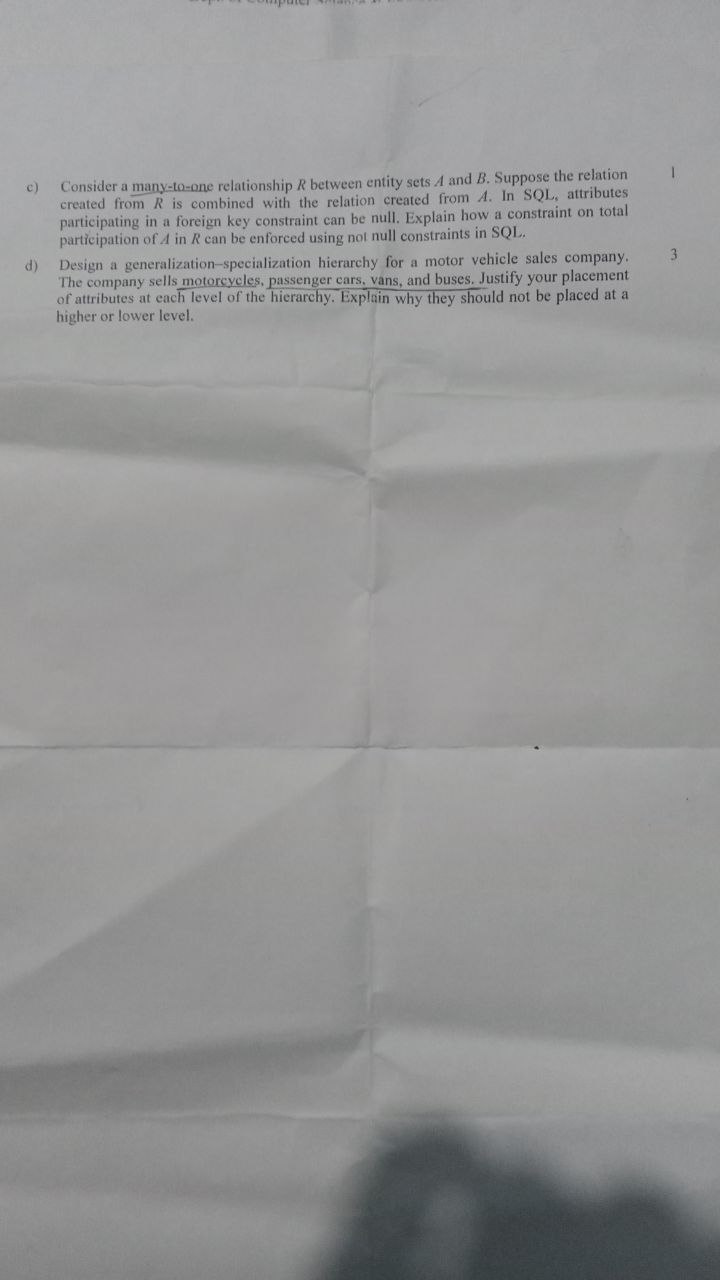 c) Consider a many-to-one relationship R between entity sets A and B. Suppose the relation 1
created from R is combined with the relation created from A. In SQL, attributes
participating in a foreign key constraint can be null. Explain how a constraint on total
participation of A in R can be enforced using not null constraints in SQL.
d) Design a generalization–specialization hierarchy for a motor vehicle sales company. 3
The company sells motorcycles, passenger cars, vans, and buses. Justify your placement
of attributes at each level of the hierarchy. Explain why they should not be placed at a
higher or lower level.